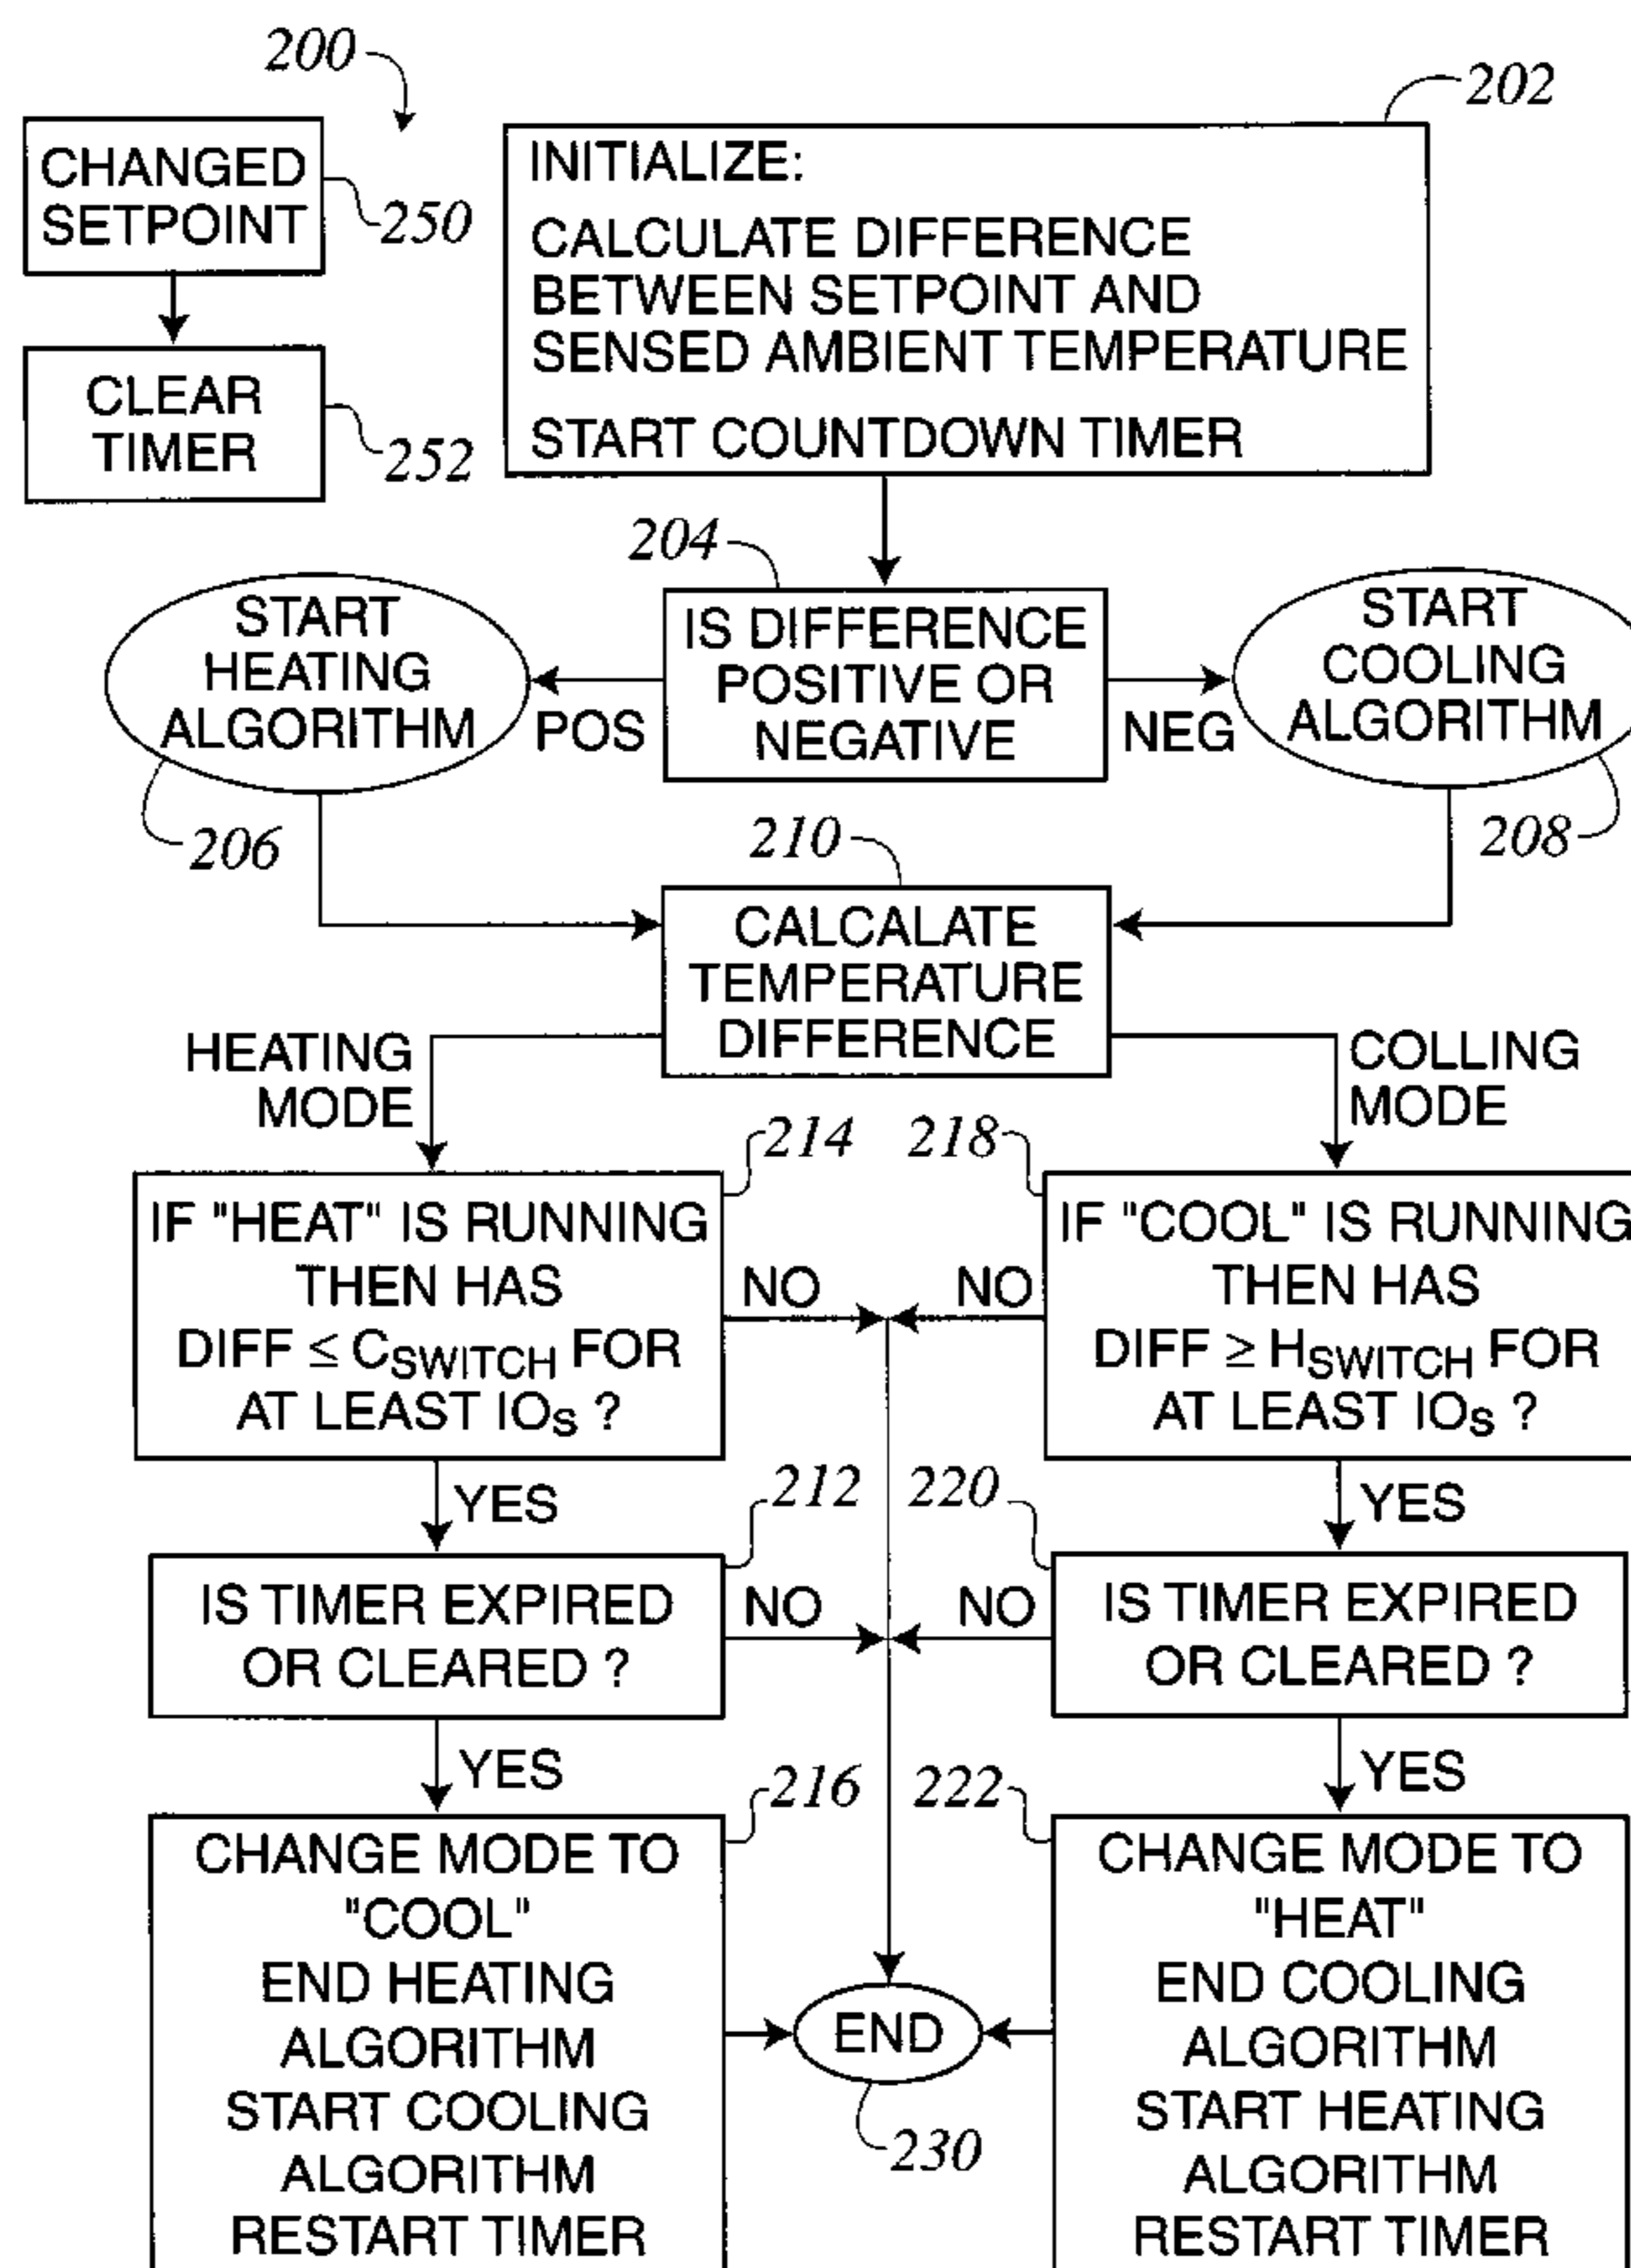 200
202
CHANGED
SETPOINT
250
CLEAR
TIMER
252
INITIALIZE:
CALCULATE DIFFERENCE
BETWEEN SETPOINT AND
SENSED AMBIENT TEMPERATURE
START COUNTDOWN TIMER
204
START
HEATING
ALGORITHM
206
POS
IS DIFFERENCE
POSITIVE OR
NEGATIVE
NEG
START
COOLING
ALGORITHM
208
210
CALCALATE
TEMPERATURE
DIFFERENCE
HEATING
MODE
COLLING
MODE
214
218
IF "HEAT" IS RUNNING
THEN HAS
DIFF ≤ CSWITCH FOR
AT LEAST IOs ?
NO
NO
IF "COOL" IS RUNNING
THEN HAS
DIFF ≥ HSWITCH FOR
AT LEAST IOs ?
YES
212
220
YES
IS TIMER EXPIRED
OR CLEARED ?
NO
NO
IS TIMER EXPIRED
OR CLEARED ?
YES
216
222
YES
CHANGE MODE TO
"COOL"
END HEATING
ALGORITHM
START COOLING
ALGORITHM
RESTART TIMER
END
230
CHANGE MODE TO
"HEAT"
END COOLING
ALGORITHM
START HEATING
ALGORITHM
RESTART TIMER